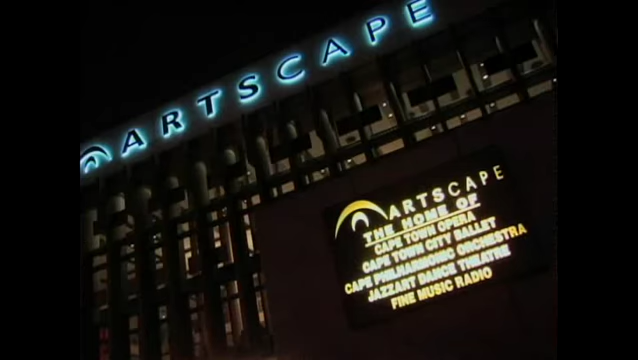 ARTSCAPE
ARTSCAPE
THE HOME OF
CAPE TOWN OPERA
CAPE TOWN CITY BALLET
CAPE PHILHARMONIC ORCHESTRA
JAZZART DANCE THEATRE
FINE MUSIC RADIO